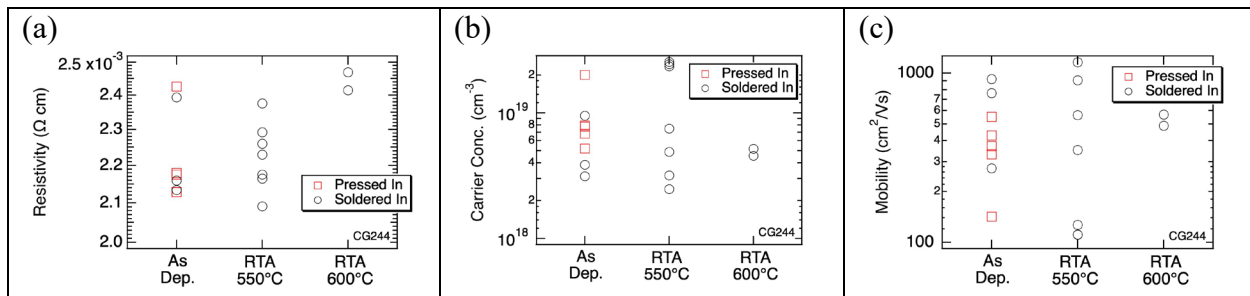 (a)
2.5 x10⁻³
2.4
2.3
2.2
2.1
2.0
Resistivity (Ω cm)
Pressed In
Soldered In
CG244
As Dep.
RTA 550°C
RTA 600°C
(b)
2
10¹⁹
8
6
4
2
10¹⁸
Carrier Conc. (cm⁻³)
Pressed In
Soldered In
CG244
As Dep.
RTA 550°C
RTA 600°C
(c)
1000
6
5
4
3
2
100
Mobility (cm²/Vs)
Pressed In
Soldered In
CG244
As Dep.
RTA 550°C
RTA 600°C